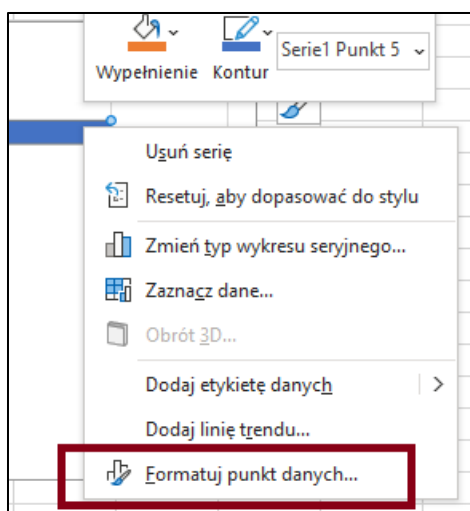 Wypełnienie Kontur
Serie1 Punkt 5
Usuń serię
Resetuj, aby dopasować do stylu
Zmień typ wykresu seryjnego...
Zaznacz dane...
Obrót 3D...
Dodaj etykietę danych
Dodaj linię trendu...
Formatuj punkt danych...